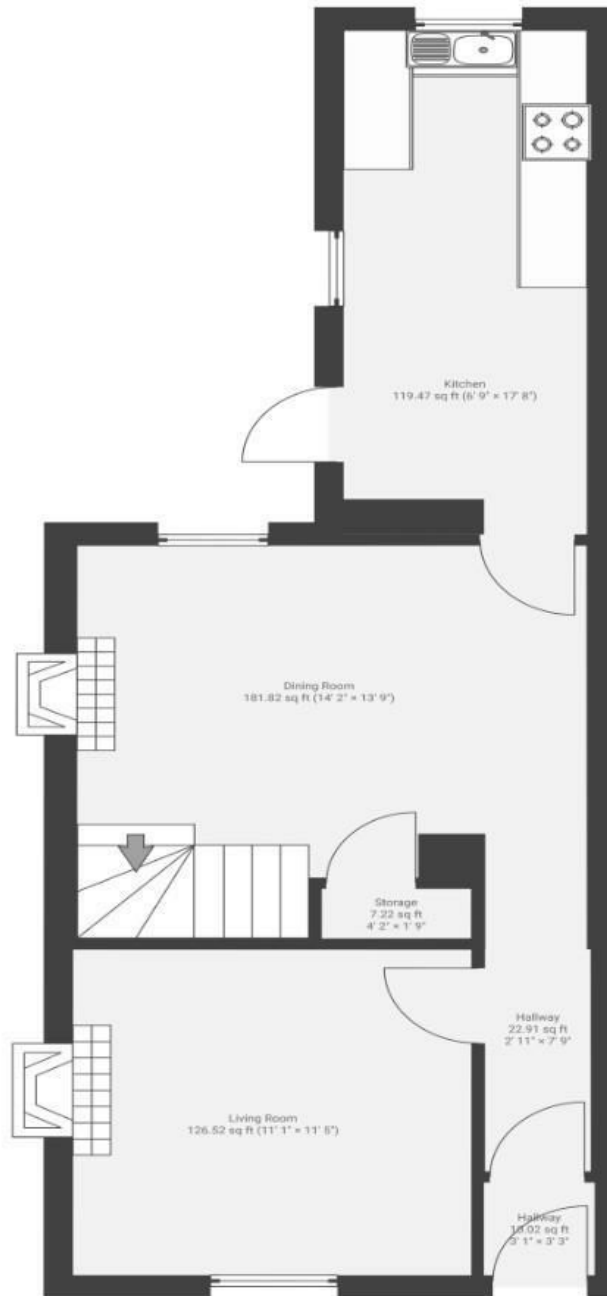 Kitchen
119.47 sq ft (6' 9" × 17' 8")
Dining Room
181.82 sq ft (14' 2" × 13' 9")
Storage
7.22 sq ft
4' 2" × 1' 9"
Hallway
22.91 sq ft
2' 11" × 7' 9"
Living Room
126.52 sq ft (11' 1" × 11' 5")
Hallway
10.02 sq ft
3' 1" × 3' 3"